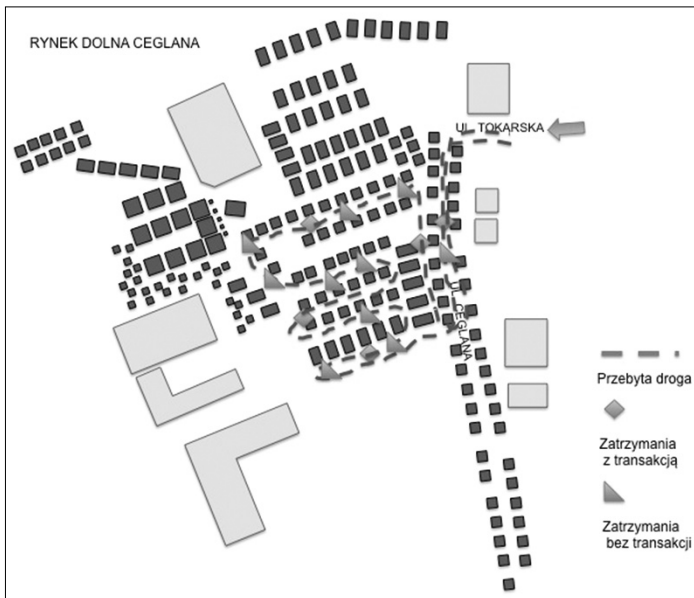 RYNEK DOLNA CEGLANA
UL. TOKARSKA
UL. CEGLANA
Przebyta droga
Zatrzymania
z transakcją
Zatrzymania
bez transakcji